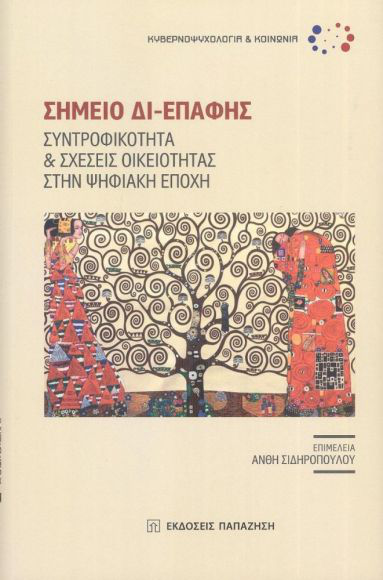 ΚΥΒΕΡΝΟΨΥΧΟΛΟΓΙΑ & ΚΟΙΝΩΝΙΑ
ΣΗΜΕΙΟ ΔΙ-ΕΠΑΦΗΣ
ΣΥΝΤΡΟΦΙΚΟΤΗΤΑ
& ΣΧΕΣΕΙΣ ΟΙΚΕΙΟΤΗΤΑΣ
ΣΤΗΝ ΨΗΦΙΑΚΗ ΕΠΟΧΗ
ΕΠΙΜΕΛΕΙΑ
ΑΝΘΗ ΣΙΔΗΡΟΠΟΥΛΟΥ
ΕΚΔΟΣΕΙΣ ΠΑΠΑΖΗΣΗ